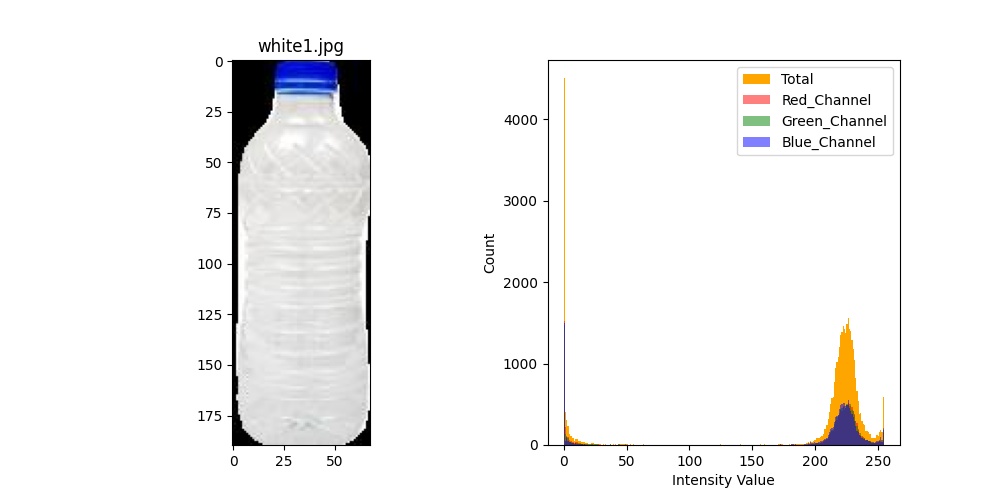 white1.jpg
0
25
50
75
100
125
150
175
0 25 50
Total
Red_Channel
Green_Channel
Blue_Channel
4000
3000
2000
1000
0
Count
0 50 100 150 200 250
Intensity Value